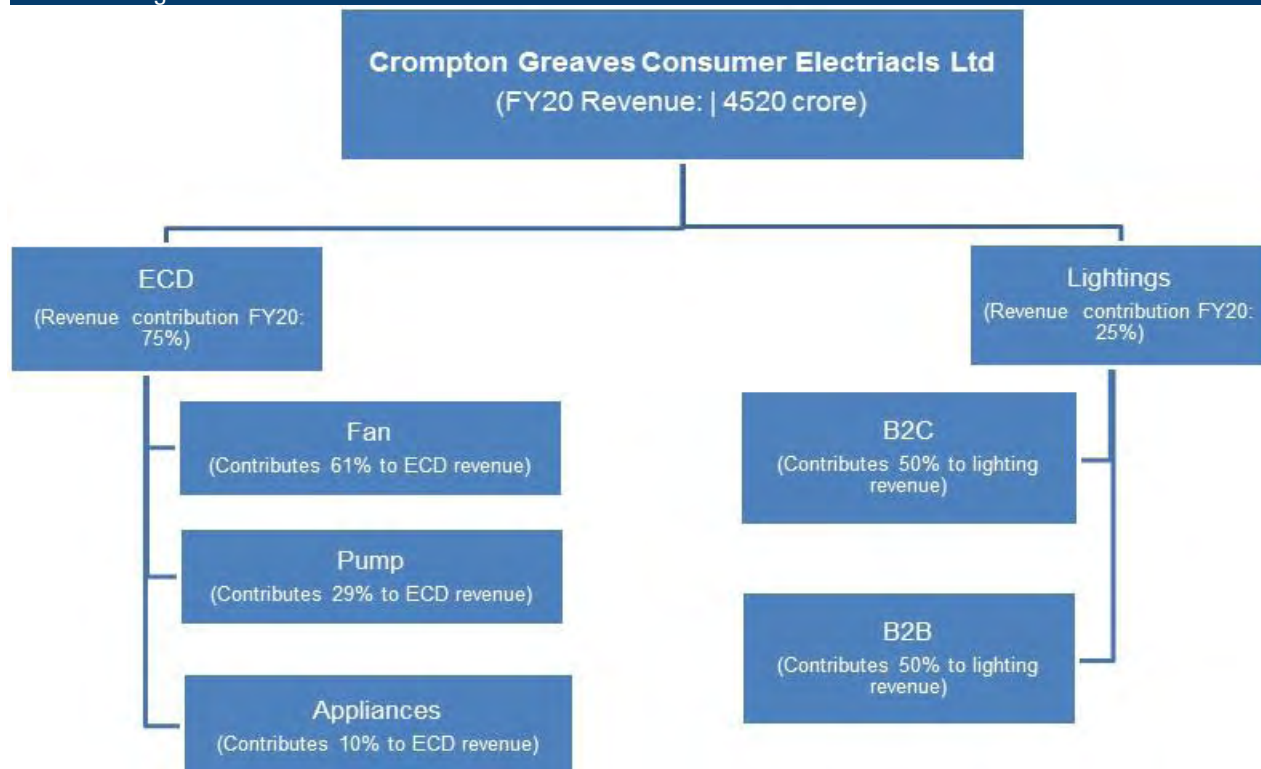 Crompton Greaves Consumer Electriacls Ltd
(FY20 Revenue: | 4520 crore)
ECD
(Revenue contribution FY20:
75%)
Fan
(Contributes 61% to ECD revenue)
Pump
(Contributes 29% to ECD revenue)
Appliances
(Contributes 10% to ECD revenue)
Lightings
(Revenue contribution FY20:
25%)
B2C
(Contributes 50% to lighting
revenue)
B2B
(Contributes 50% to lighting
revenue)